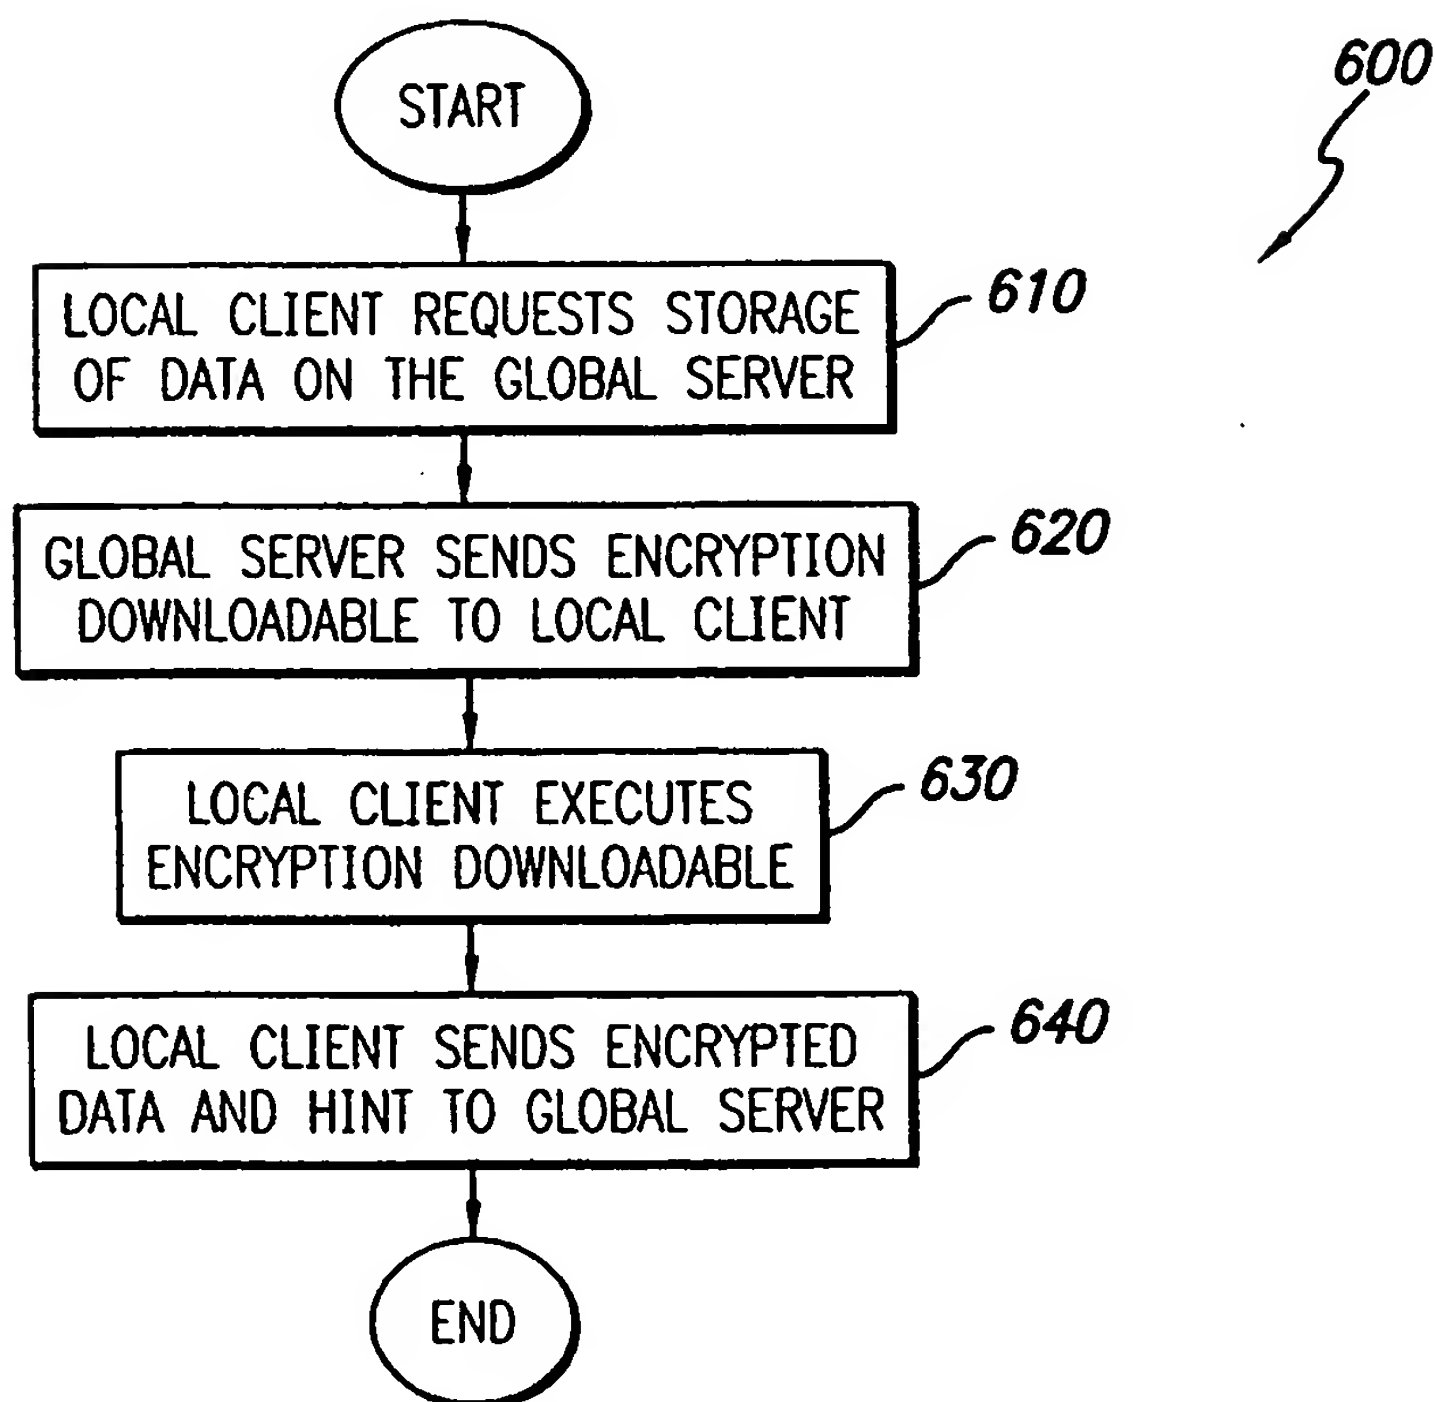 START
600
LOCAL CLIENT REQUESTS STORAGE
OF DATA ON THE GLOBAL SERVER
610
GLOBAL SERVER SENDS ENCRYPTION
DOWNLOADABLE TO LOCAL CLIENT
620
LOCAL CLIENT EXECUTES
ENCRYPTION DOWNLOADABLE
630
LOCAL CLIENT SENDS ENCRYPTED
DATA AND HINT TO GLOBAL SERVER
640
END